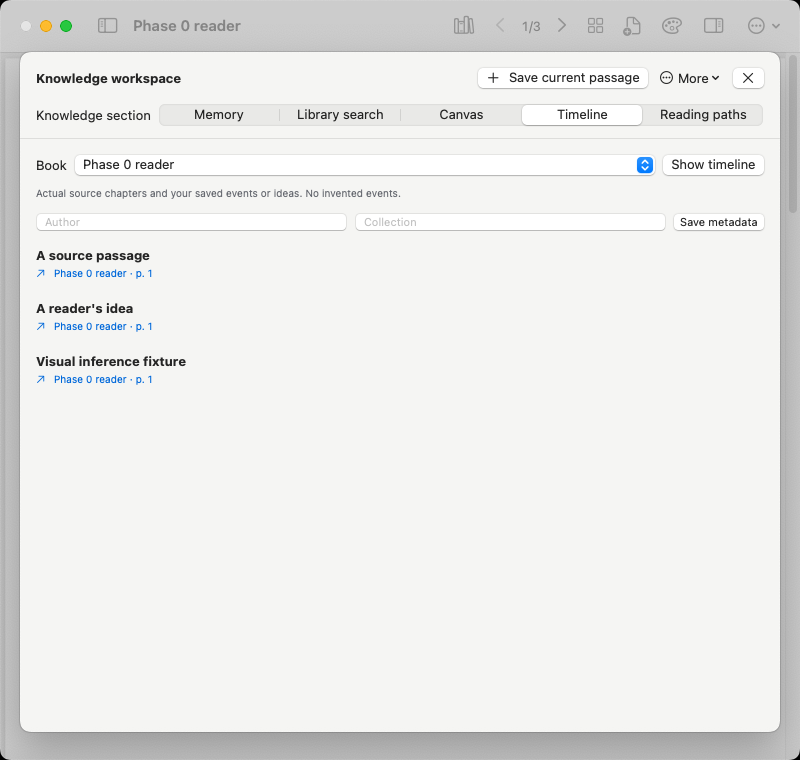 Phase 0 reader
1/3
Knowledge workspace
+ Save current passage
More
Knowledge section
Memory
Library search
Canvas
Timeline
Reading paths
Book
Phase 0 reader
Show timeline
Actual source chapters and your saved events or ideas. No invented events.
Author
Collection
Save metadata
A source passage
Phase 0 reader · p. 1
A reader's idea
Phase 0 reader · p. 1
Visual inference fixture
Phase 0 reader · p. 1